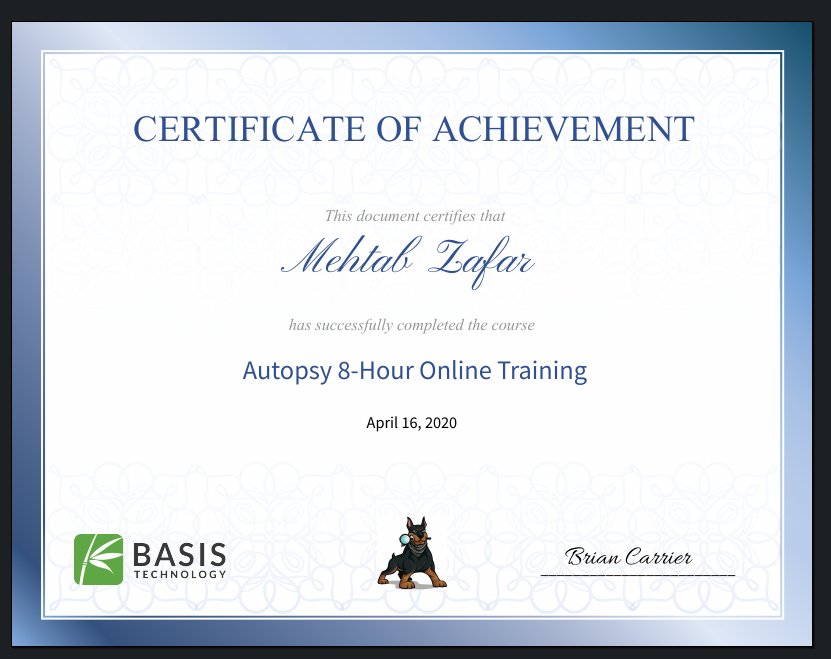 CERTIFICATE OF ACHIEVEMENT
This document certifies that
Mehtab Zafar
has successfully completed the course
Autopsy 8-Hour Online Training
April 16, 2020
BASIS
TECHNOLOGY
Brian Carrier